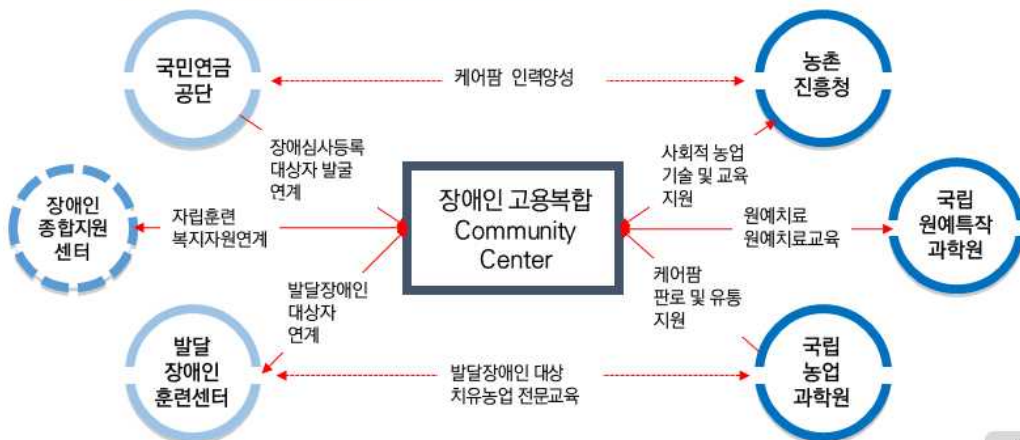 국민연금
공단
케어팜 인력양성
농촌
진흥청
장애심사등록
대상자 발굴
연계
사회적 농업
기술 및 교육
지원
장애인
종합지원
센터
자립훈련
복지자원연계
장애인 고용복합
Community
Center
원예치료
원예치료교육
국립
원예특작
과학원
발달장애인
대상자
연계
케어팜
판로 및 유통
지원
발달
장애인
훈련센터
발달장애인 대상
치유농업 전문교육
국립
농업
과학원